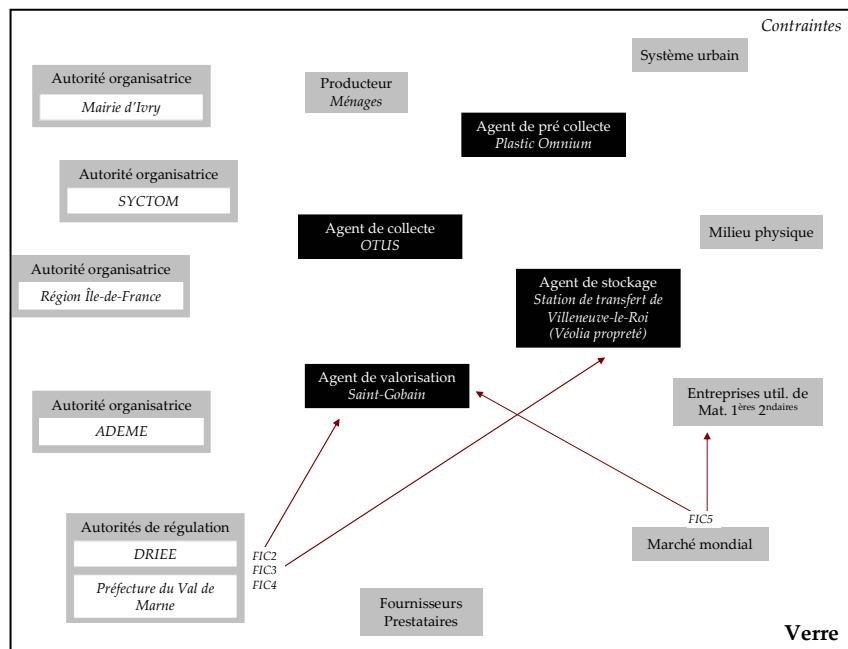 Contraintes
Système urbain
Autorité organisatrice
Mairie d'Ivry
Producteur
Ménages
Agent de pré collecte
Plastic Omnium
Autorité organisatrice
SYCTOM
Agent de collecte
OTUS
Milieu physique
Autorité organisatrice
Région Île-de-France
Agent de stockage
Station de transfert de
Villeneuve-le-Roi
(Véolia propreté)
Agent de valorisation
Saint-Gobain
Entreprises util. de
Mat. 1ères 2ndaires
Autorité organisatrice
ADEME
Autorités de régulation
DRIEE
Préfecture du Val de
Marne
FIC2
FIC3
FIC4
FIC5
Marché mondial
Fournisseurs
Prestataires
Verre